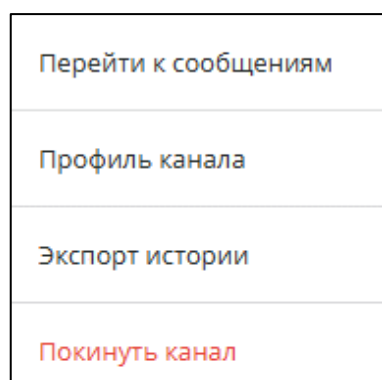 Перейти к сообщениям
Профиль канала
Экспорт истории
Покинуть канал